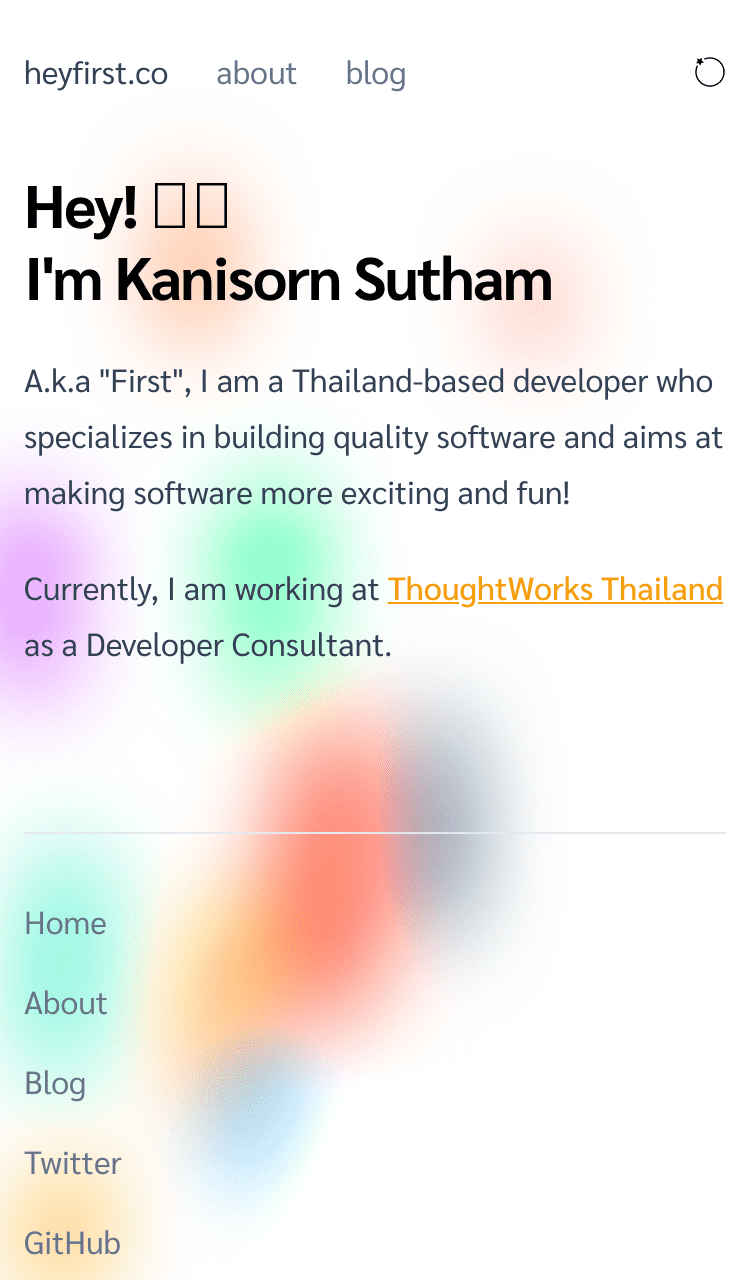 heyfirst.co about blog
Hey!
I'm Kanisorn Sutham
A.k.a "First", I am a Thailand-based developer who
specializes in building quality software and aims at
making software more exciting and fun!
Currently, I am working at ThoughtWorks Thailand
as a Developer Consultant.
Home
About
Blog
Twitter
GitHub